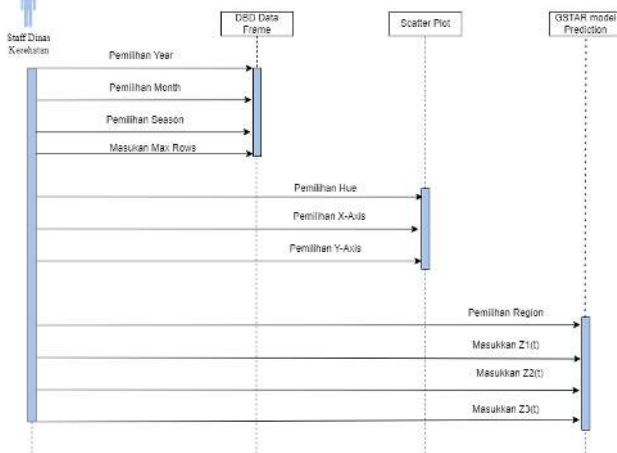 DBD Data
Frame
Scatter Plot
GSTAR model
Prediction
Staff Dinas
Kesehatan
Pemilihan Year
Pemilihan Month
Pemilihan Season
Masukan Max Rows
Pemilihan Hue
Pemilihan X-Axis
Pemilihan Y-Axis
Pemilihan Region
Masukkan Z1(t)
Masukkan Z2(t)
Masukkan Z3(t)